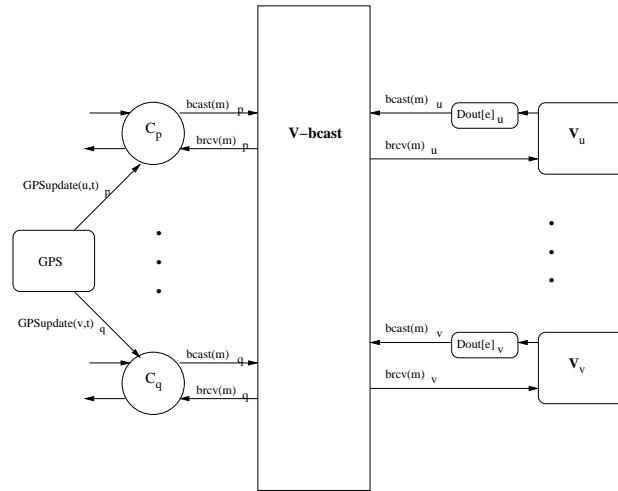 bcast(m) p
C p
brcv(m) p
GPSupdate(u,t) p
GPS
GPSupdate(v,t) q
bcast(m) q
C q
brcv(m) q
V-bcast
bcast(m) u
Dout[e] u
V u
brcv(m) u
bcast(m) v
Dout[e] v
V v
brcv(m) v